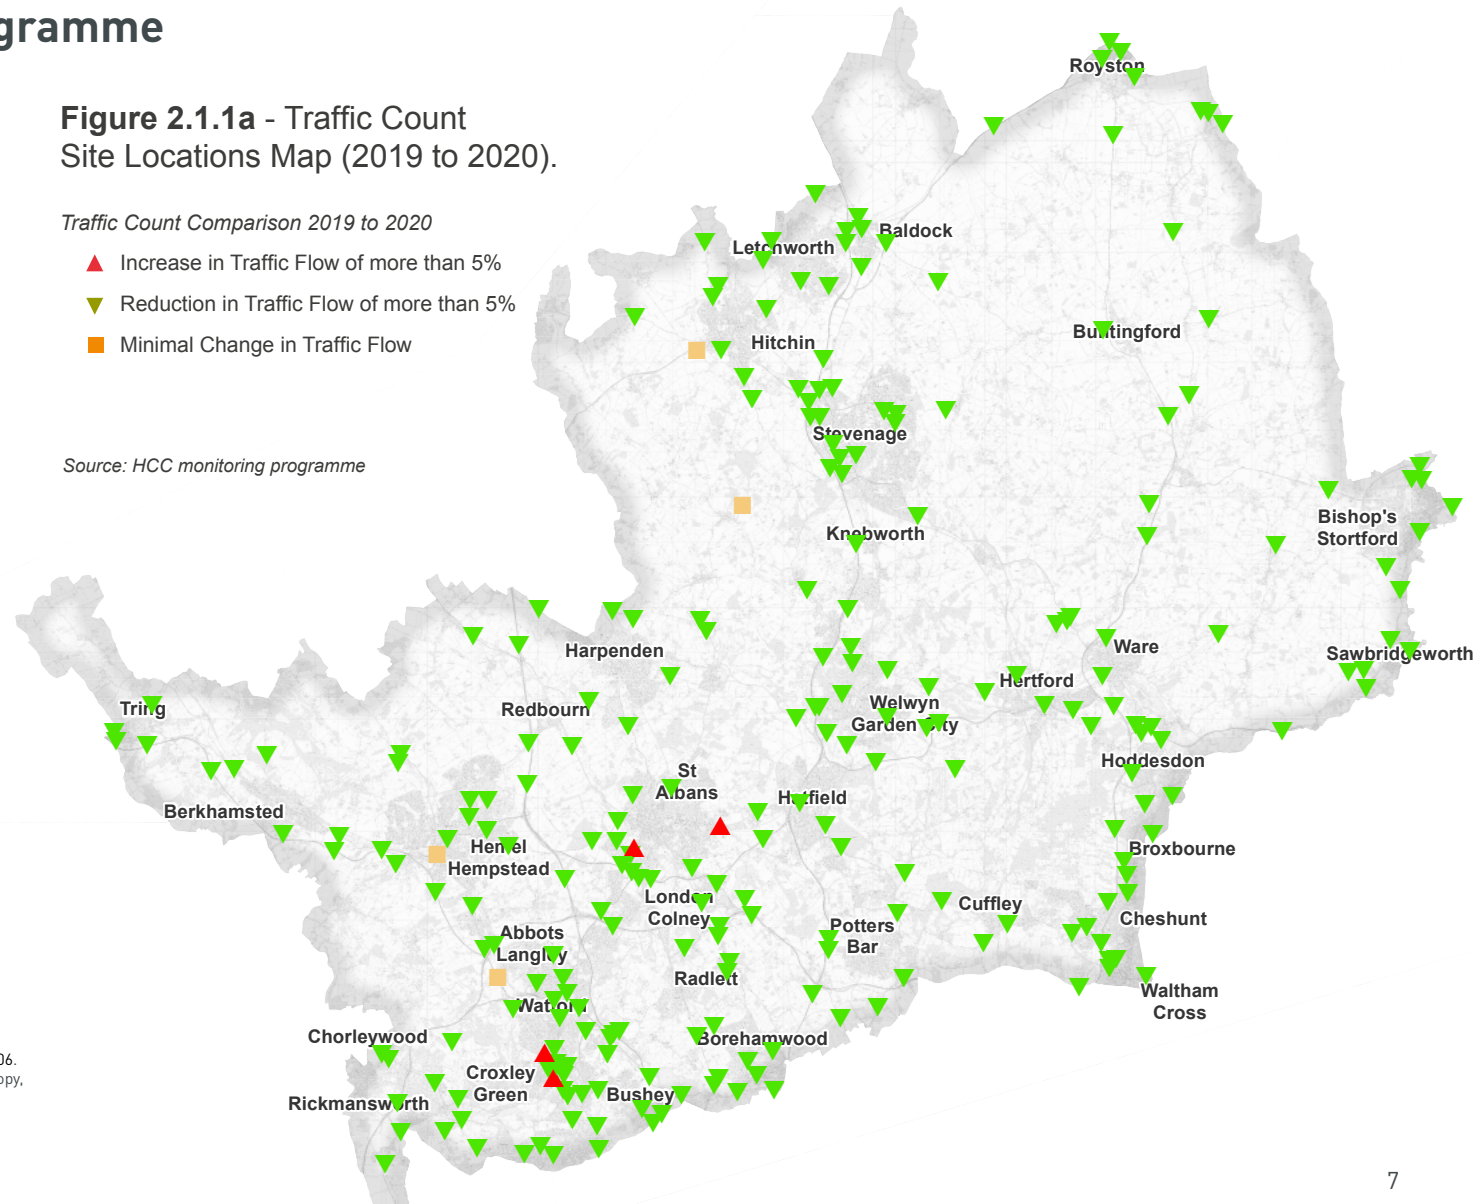 gramme
Figure 2.1.1a - Traffic Count
Site Locations Map (2019 to 2020).
Traffic Count Comparison 2019 to 2020
Increase in Traffic Flow of more than 5%
Reduction in Traffic Flow of more than 5%
Minimal Change in Traffic Flow
Source: HCC monitoring programme
Royston
Baldock
Letchworth
Buntingford
Hitchin
Stevenage
Bishop's
Stortford
Knebworth
Harpenden
Ware
Sawbridgeworth
Hertford
Tring
Redbourn
Welwyn
Garden City
Hoddesdon
St
Albans
Hatfield
Berkhamsted
Hemel
Hempstead
Broxbourne
London
Colney
Cuffley
Cheshunt
Potters
Bar
Abbots
Langley
Radlett
Waltham
Cross
Watford
Chorleywood
Borehamwood
06.
opy,
Croxley
Green
Bushey
Rickmansworth
7